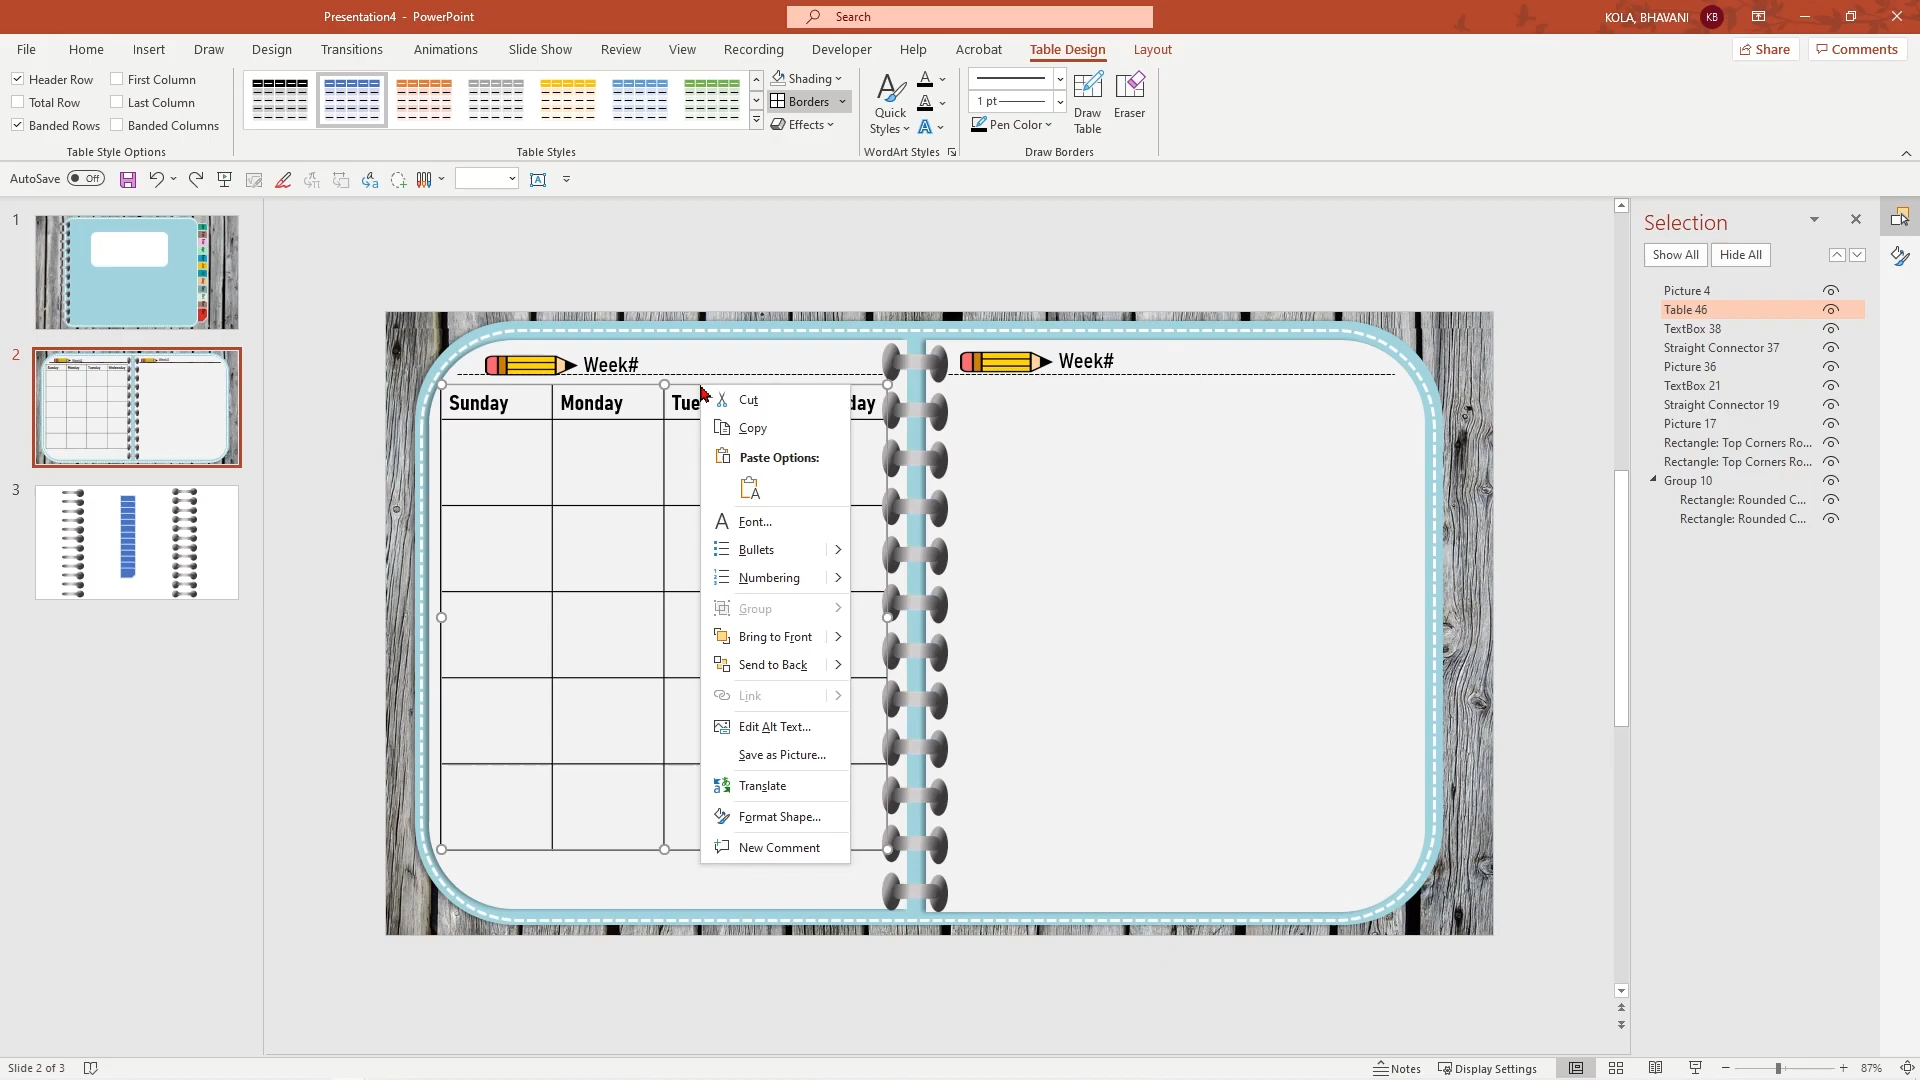 Presentation4 - PowerPoint
Search
KOLA, BHAVANI
KB
File
Home
Insert
Draw
Design
Transitions
Animations
Slide Show
Review
View
Recording
Developer
Help
Acrobat
Table Design
Layout
Share
Comments
Header Row
First Column
Total Row
Last Column
Banded Rows
Banded Columns
Table Style Options
Table Styles
Shading
Borders
Effects
Quick
Styles
WordArt Styles
1 pt
Pen Color
Draw
Table
Eraser
Draw Borders
AutoSave
Off
1
2
3
Week#
Week#
Sunday
Monday
Tue
day
Cut
Copy
Paste Options:
Font...
Bullets
Numbering
Group
Bring to Front
Send to Back
Link
Edit Alt Text...
Save as Picture...
Translate
Format Shape...
New Comment
Selection
Show All
Hide All
Picture 4
Table 46
TextBox 38
Straight Connector 37
Picture 36
TextBox 21
Straight Connector 19
Picture 17
Rectangle: Top Corners Ro...
Rectangle: Top Corners Ro...
Group 10
Rectangle: Rounded C...
Rectangle: Rounded C...
Slide 2 of 3
Notes
Display Settings
87%